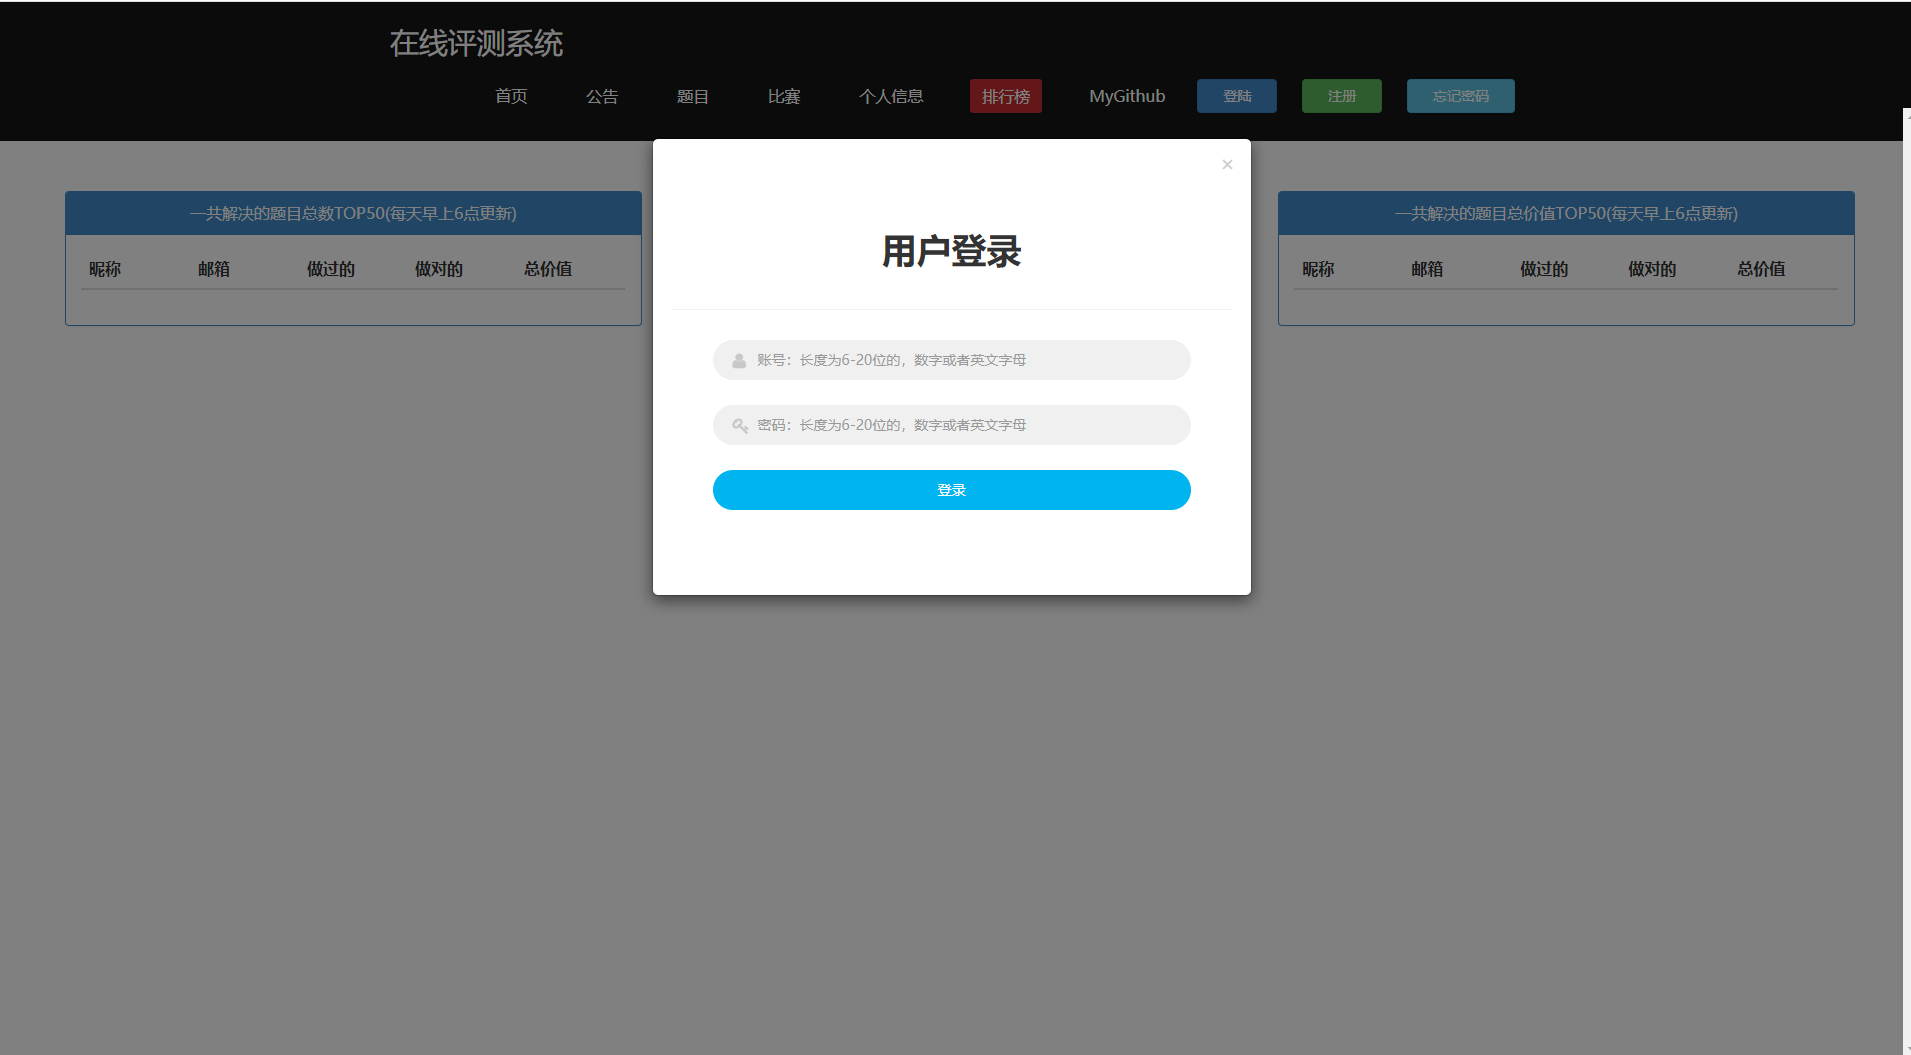 在线评测系统
首页 公告 题目 比赛 个人信息 排行榜 MyGithub 登陆 注册 忘记密码
×
用户登录
账号：长度为6-20位的，数字或者英文字母
密码：长度为6-20位的，数字或者英文字母
登录
一共解决的题目总数TOP50(每天早上6点更新)
昵称 邮箱 做过的 做对的 总价值
一共解决的题目总价值TOP50(每天早上6点更新)
昵称 邮箱 做过的 做对的 总价值